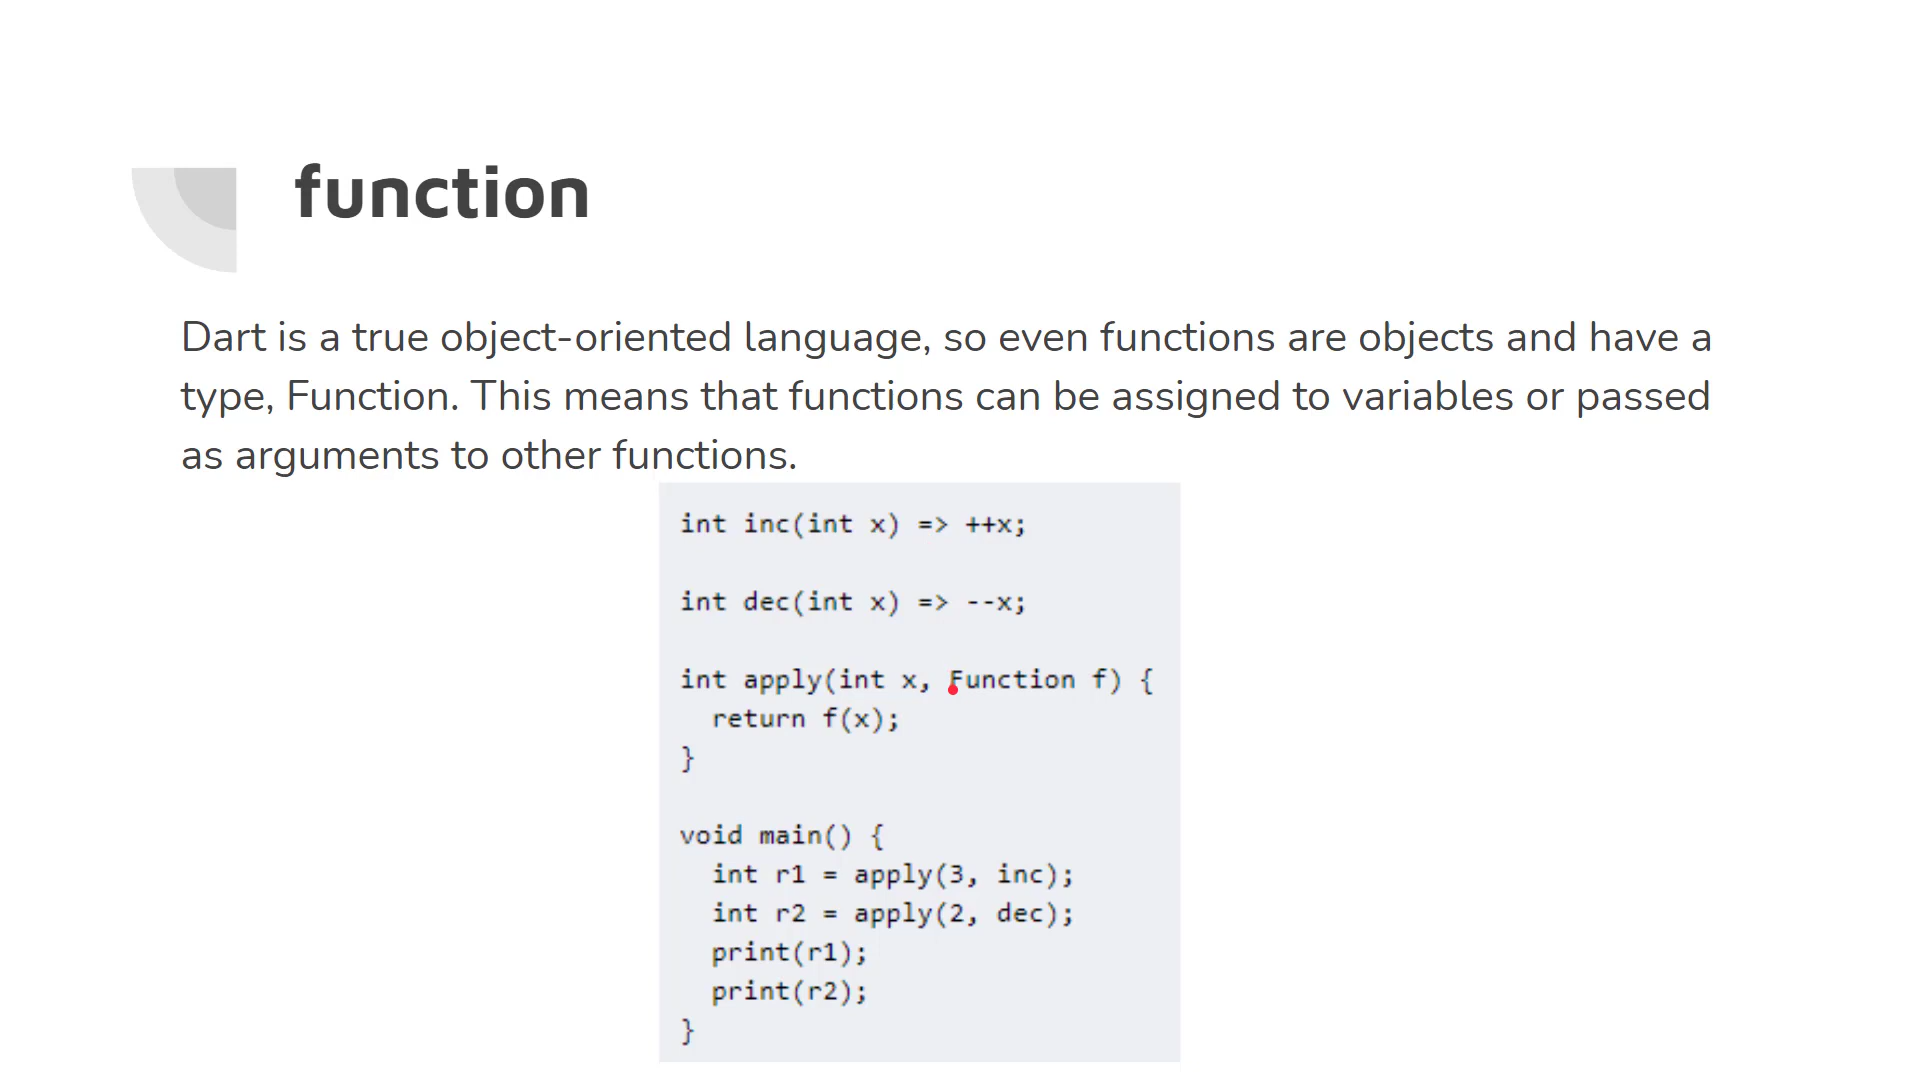 function
Dart is a true object-oriented language, so even functions are objects and have a
type, Function. This means that functions can be assigned to variables or passed
as arguments to other functions.
int inc(int x) => ++x;
int dec(int x) => --x;
int apply(int x, Function f) {
  return f(x);
}
void main() {
  int r1 = apply(3, inc);
  int r2 = apply(2, dec);
  print(r1);
  print(r2);
}